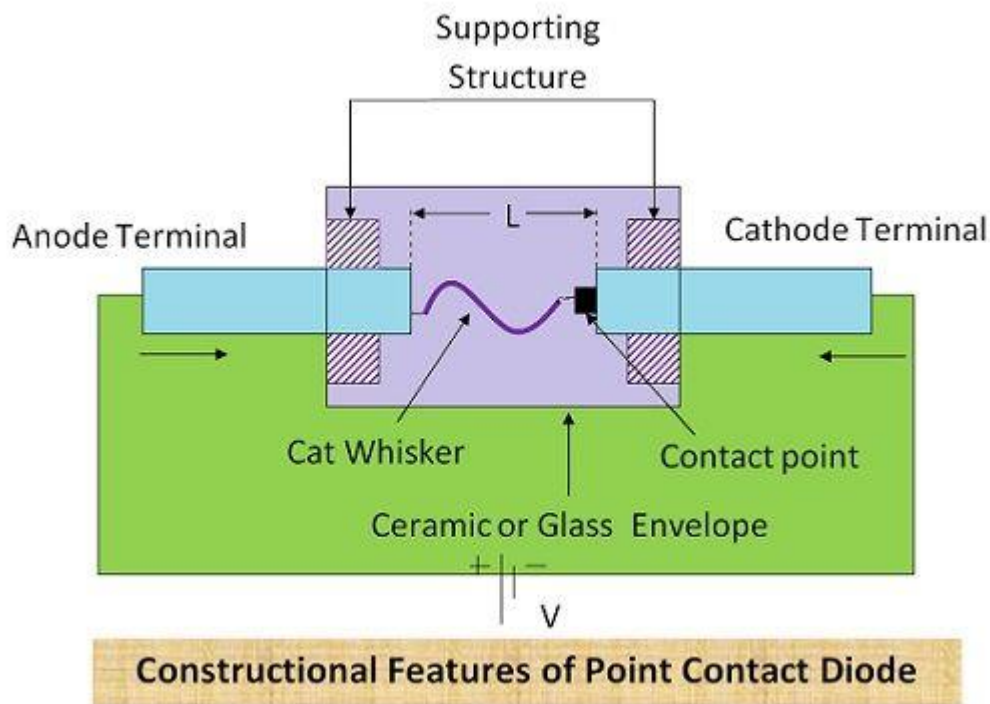 Supporting
Structure
L
Anode Terminal
Cathode Terminal
Cat Whisker
Contact point
Ceramic or Glass Envelope
+ −
V
Constructional Features of Point Contact Diode